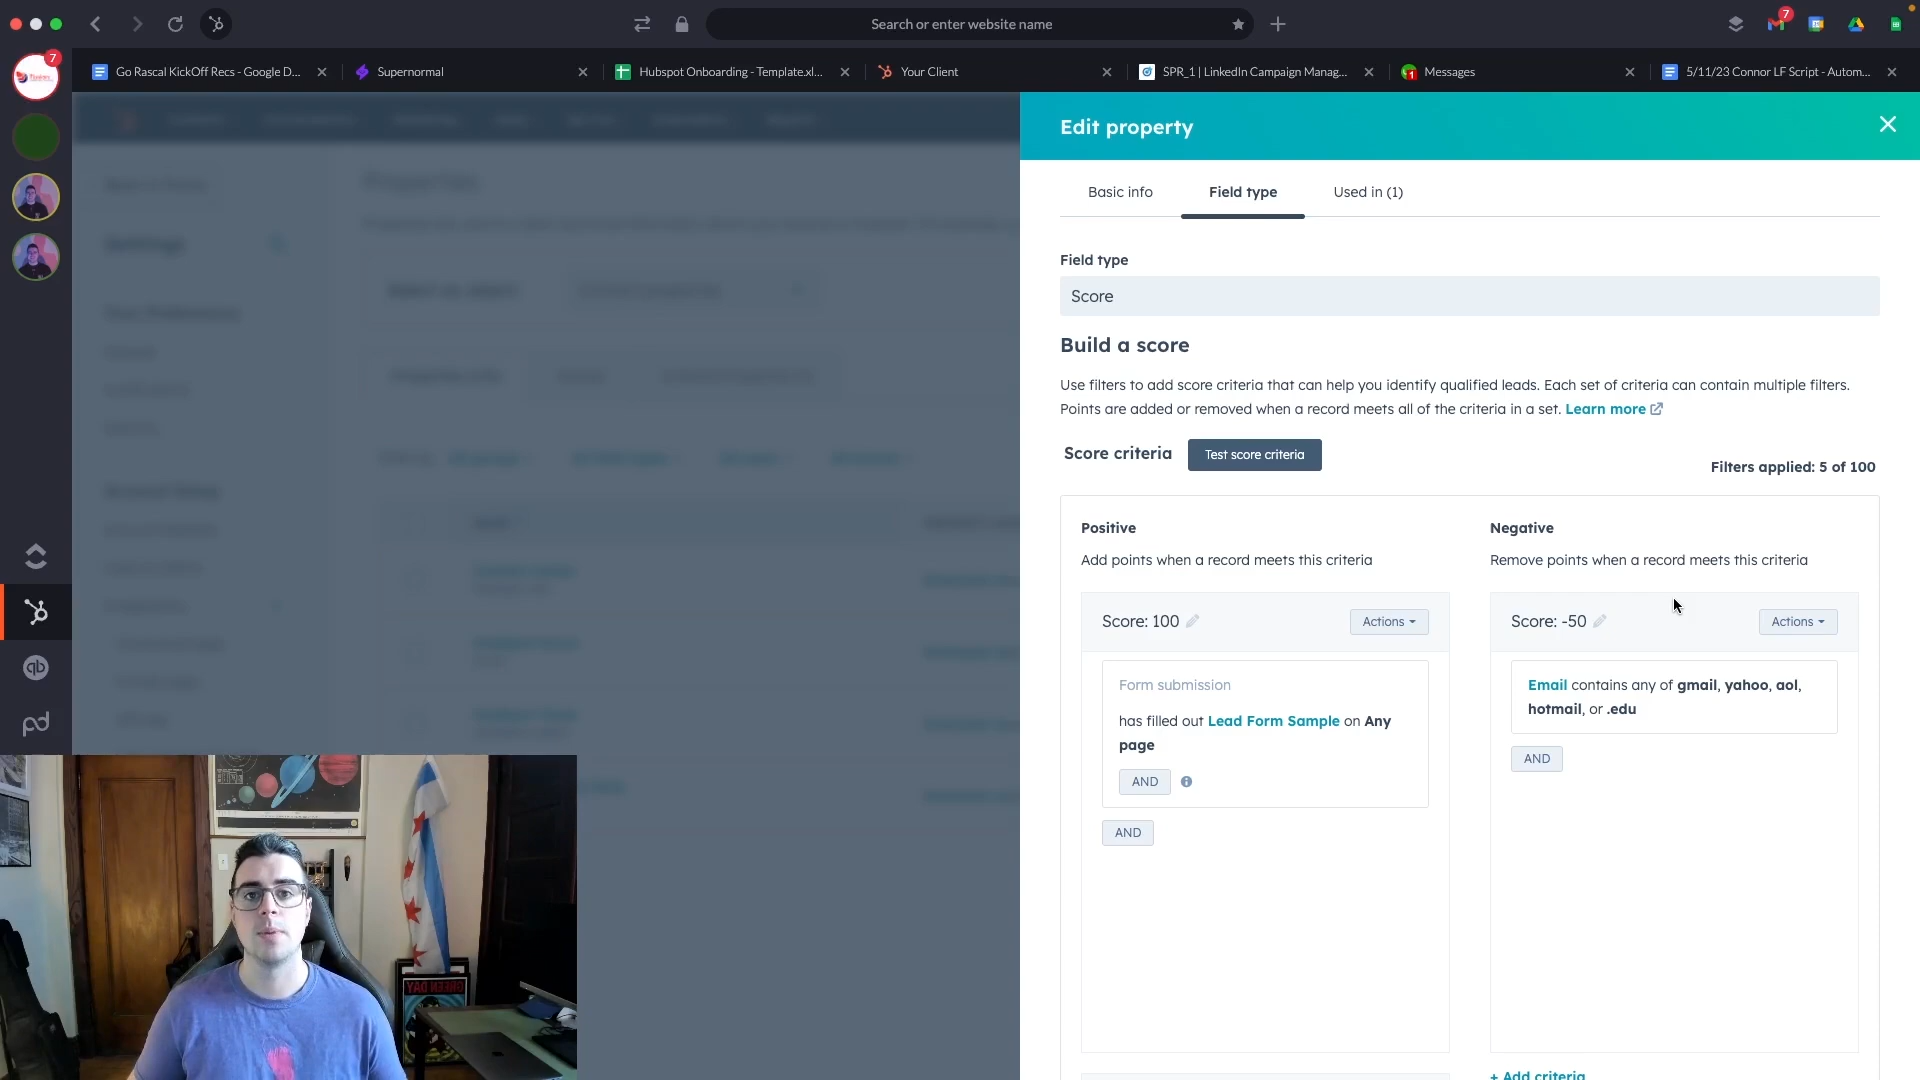 Search or enter website name
7
7
Go Rascal KickOff Recs - Google D...
Supernormal
Hubspot Onboarding - Template.xl...
Your Client
SPR_1 | LinkedIn Campaign Manag...
1
Messages
5/11/23 Connor LF Script - Autom...
Edit property
Basic info
Field type
Used in (1)
Field type
Score
Build a score
Use filters to add score criteria that can help you identify qualified leads. Each set of criteria can contain multiple filters.
Points are added or removed when a record meets all of the criteria in a set. Learn more
Score criteria
Test score criteria
Filters applied: 5 of 100
Positive
Add points when a record meets this criteria
Score: 100
Actions
Form submission
has filled out Lead Form Sample on Any
page
AND
AND
Negative
Remove points when a record meets this criteria
Score: -50
Actions
Email contains any of gmail, yahoo, aol,
hotmail, or .edu
AND
+ Add criteria
qb
pd
GREEN DAY